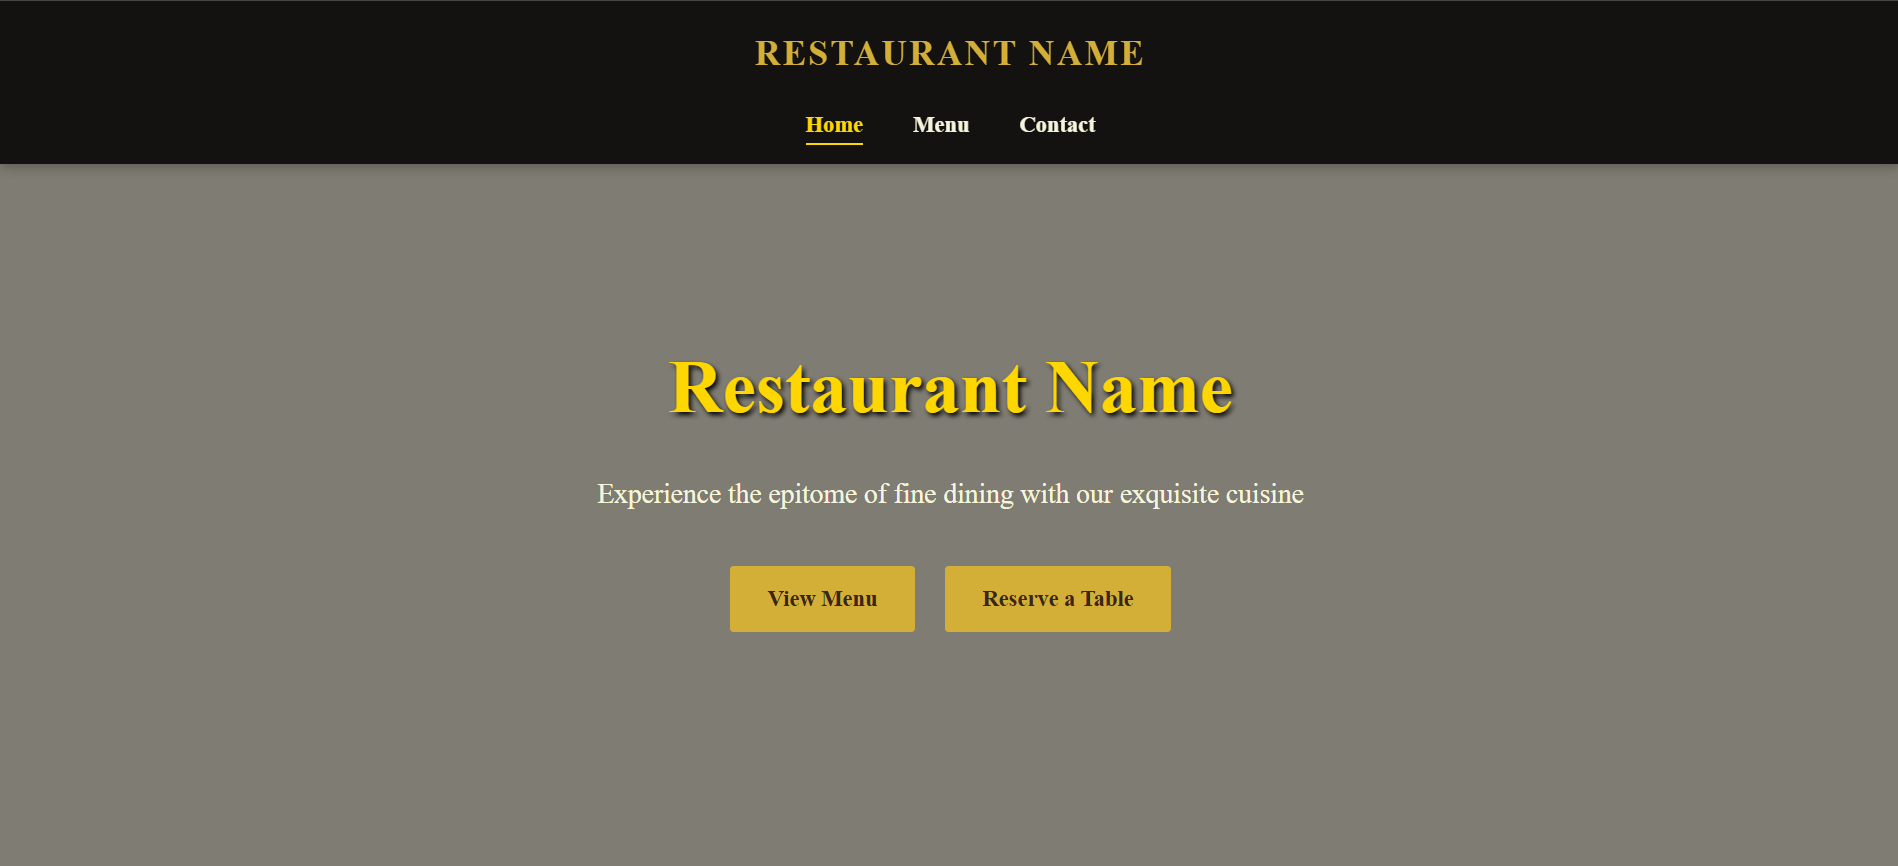 RESTAURANT NAME
Home Menu Contact
Restaurant Name
Experience the epitome of fine dining with our exquisite cuisine
View Menu Reserve a Table